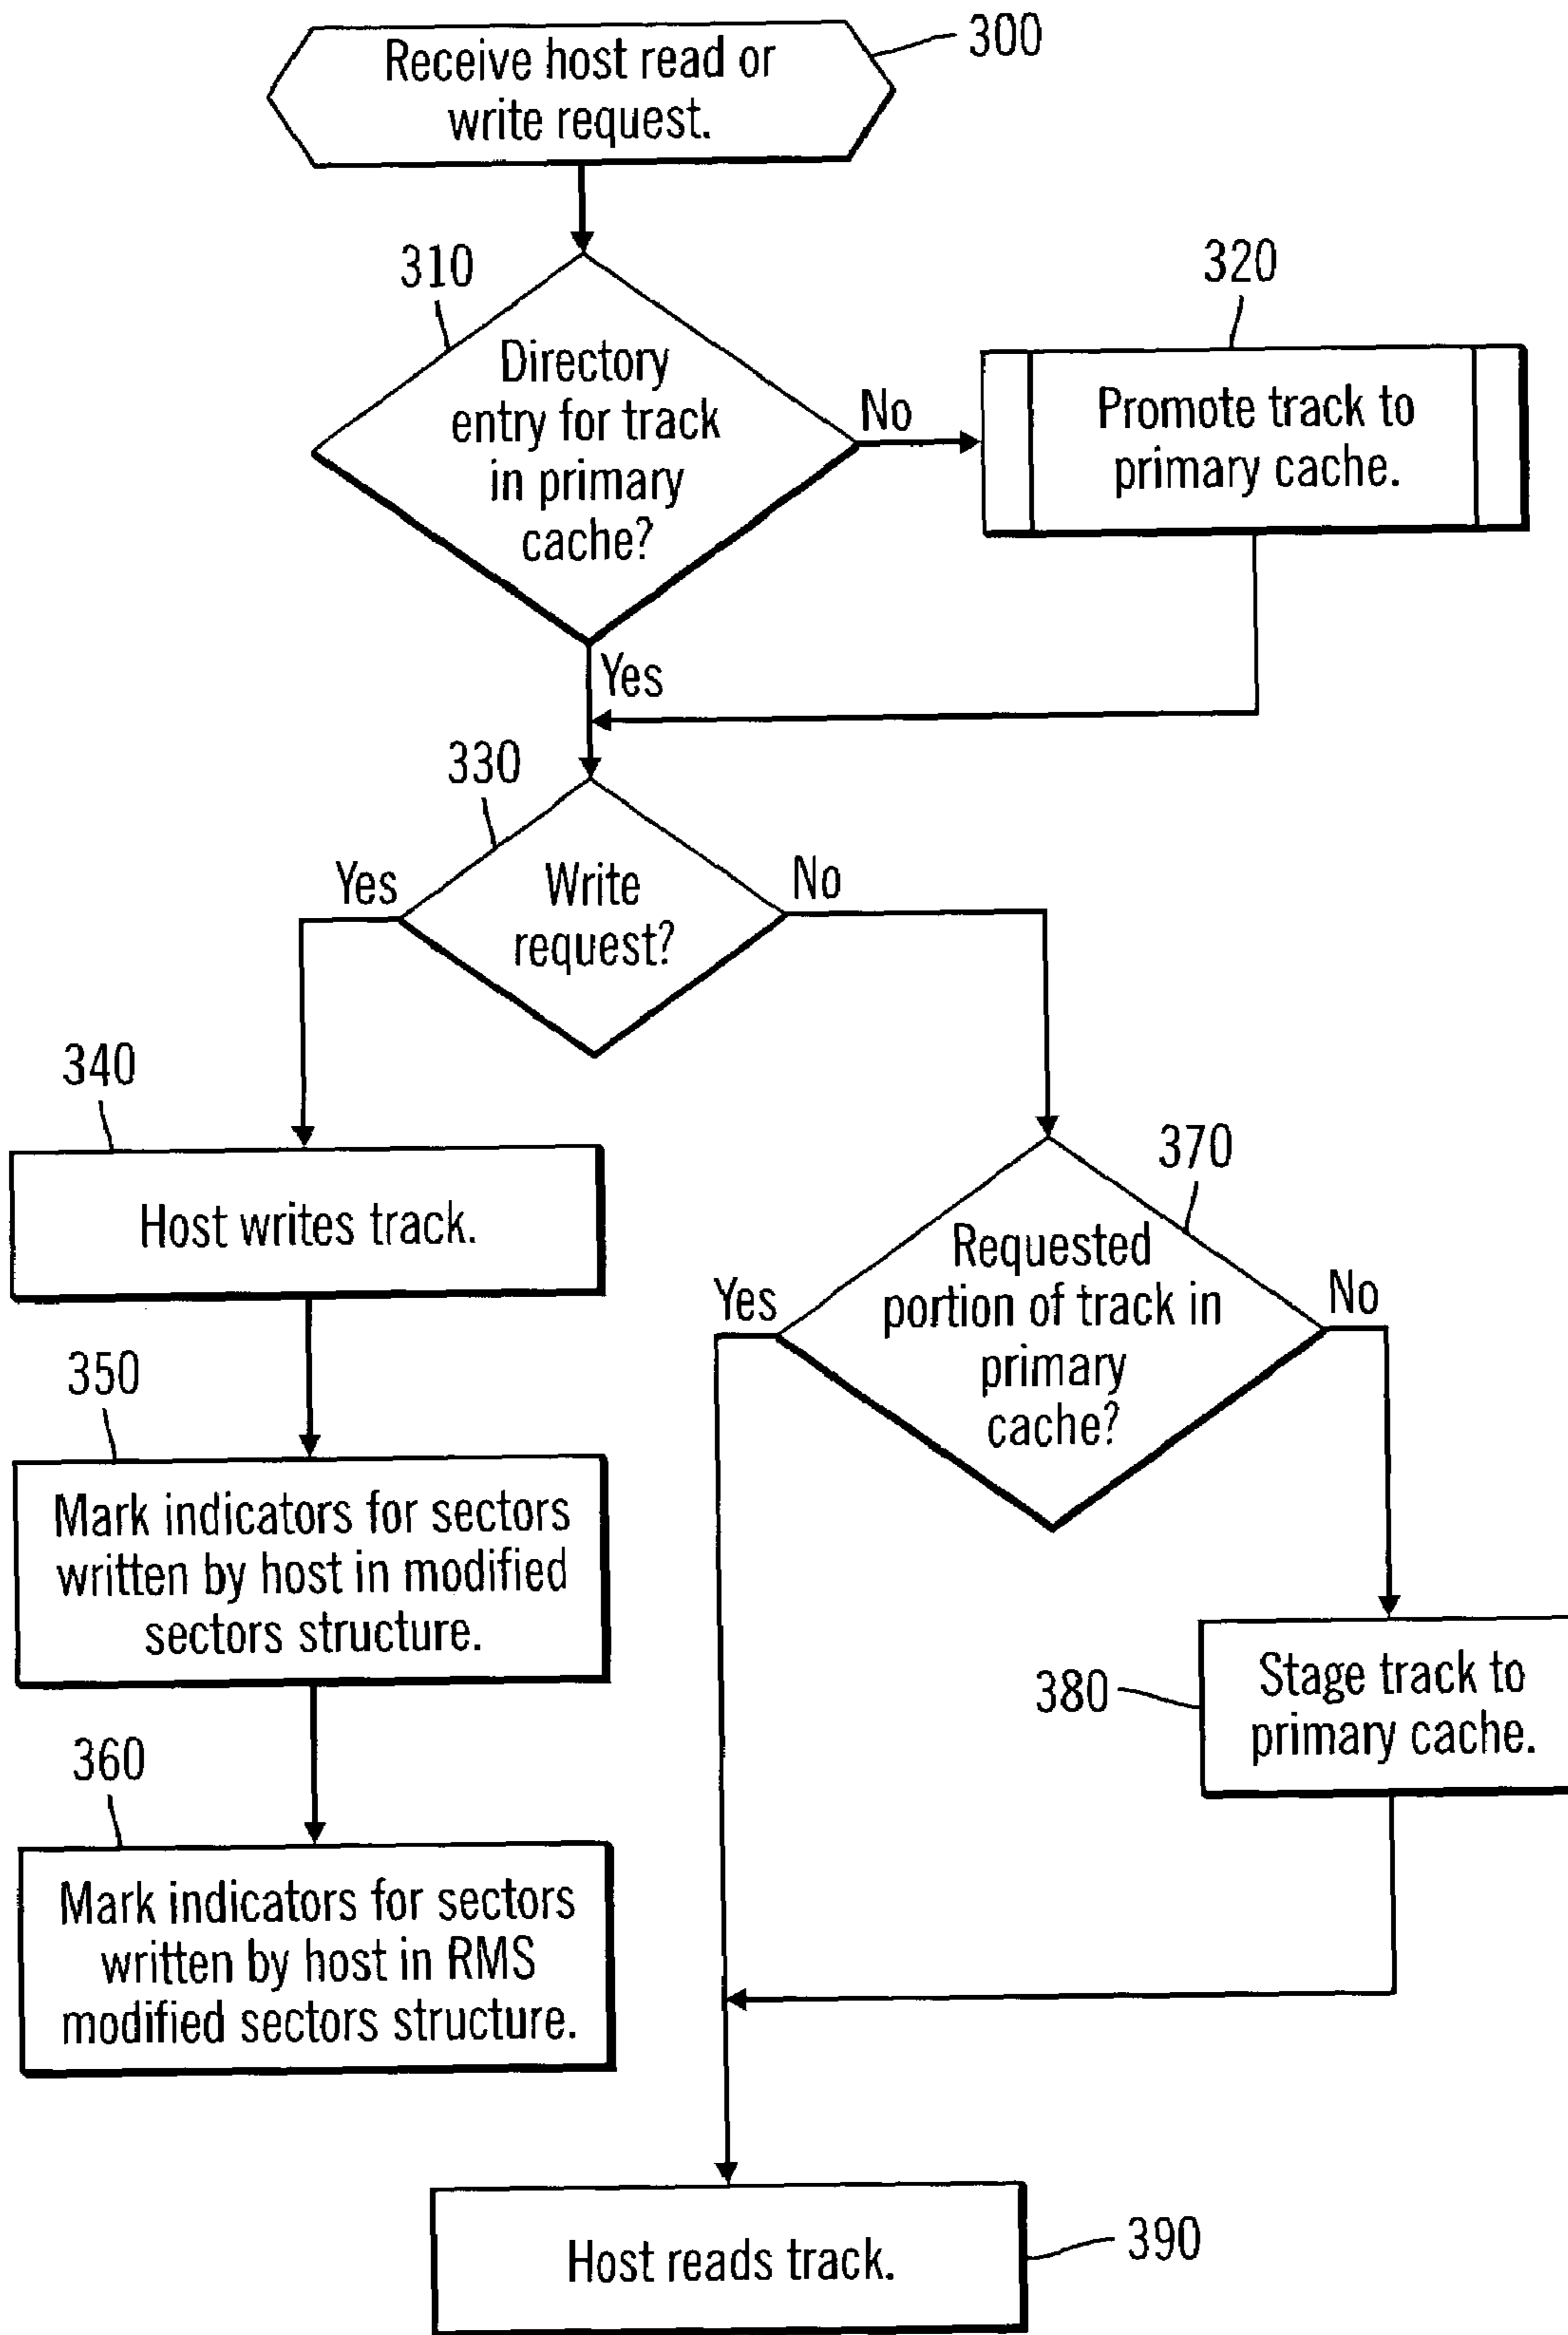 300
Receive host read or
write request.
310
320
Directory
entry for track
in primary
cache?
No
Promote track to
primary cache.
Yes
330
Yes
Write
request?
No
340
Host writes track.
370
Requested
portion of track in
primary
cache?
Yes
No
350
Mark indicators for sectors
written by host in modified
sectors structure.
380
Stage track to
primary cache.
360
Mark indicators for sectors
written by host in RMS
modified sectors structure.
Host reads track.
390